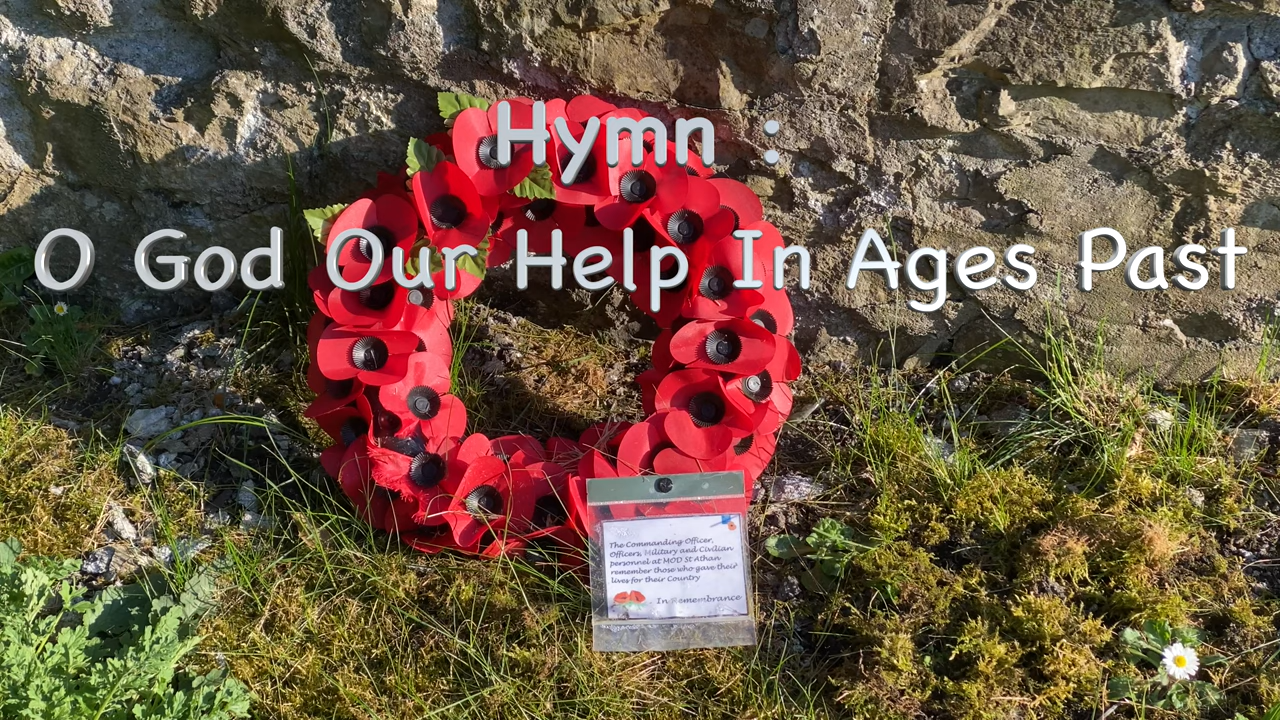 Hymn :
O God Our Help In Ages Past
The Commanding Officer,
Officers, Military and Civilian
personnel at MOD St Athan
remember those who gave their
lives for their Country
In Remembrance